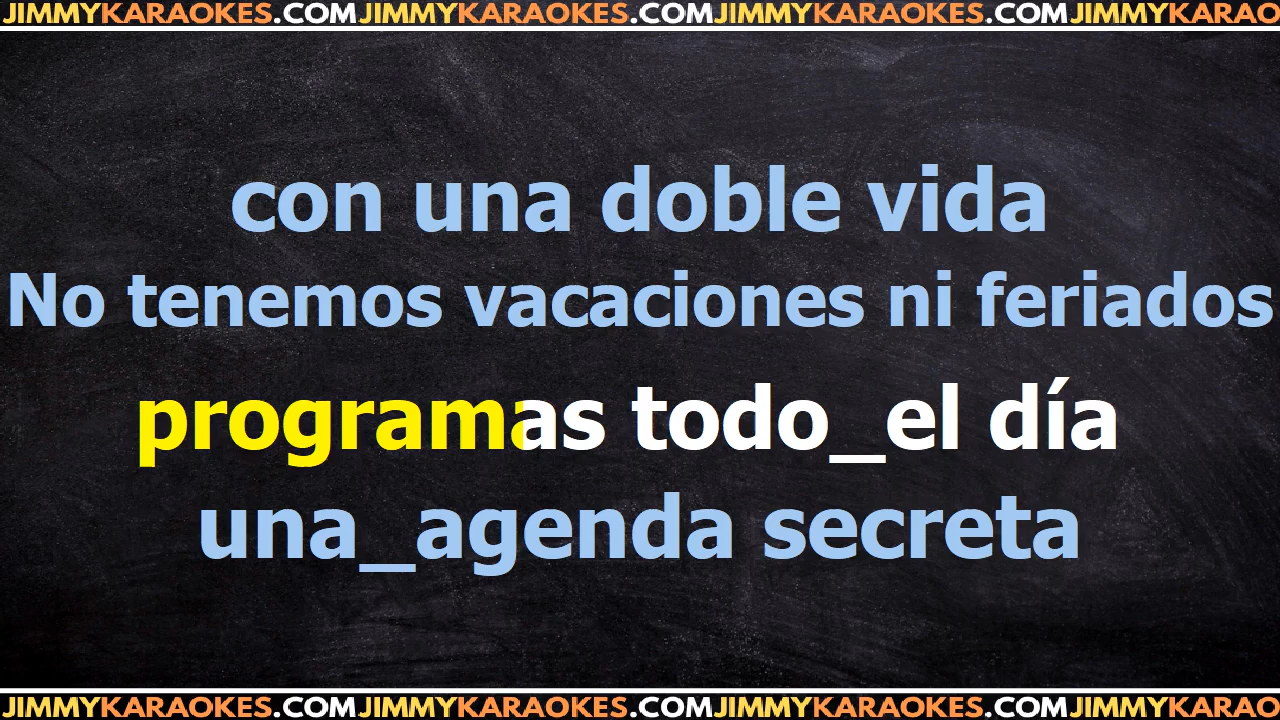 JIMMYKARAOKES.COMJIMMYKARAOKES.COMJIMMYKARAOKES.COMJIMMYKARAO
con una doble vida
No tenemos vacaciones ni feriados
programas todo_el día
una_agenda secreta
JIMMYKARAOKES.COMJIMMYKARAOKES.COMJIMMYKARAOKES.COMJIMMYKARAO